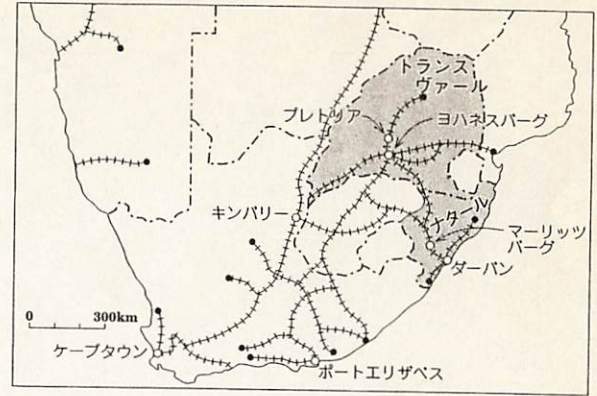 トランス
ヴァール
プレトリア
ヨハネスバーグ
キンバリー
ナタール
マーリッツ
バーグ
ダーバン
0 300km
ケープタウン
ポートエリザベス